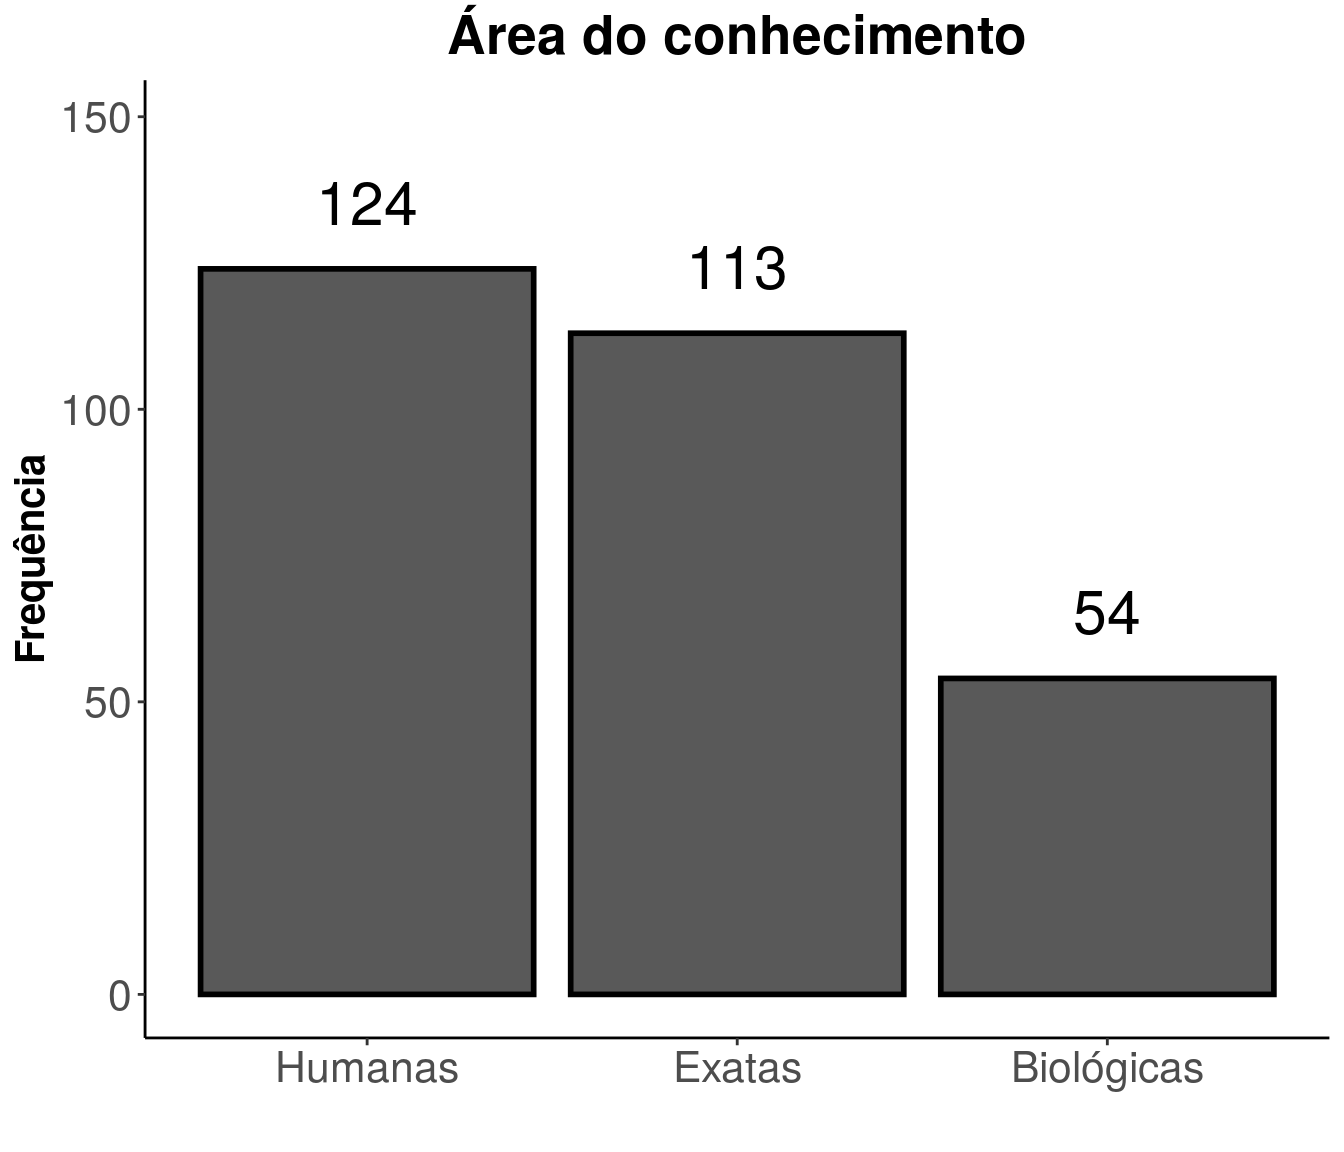 Área do conhecimento
Frequência
150
100
50
0
124
113
54
Humanas
Exatas
Biológicas